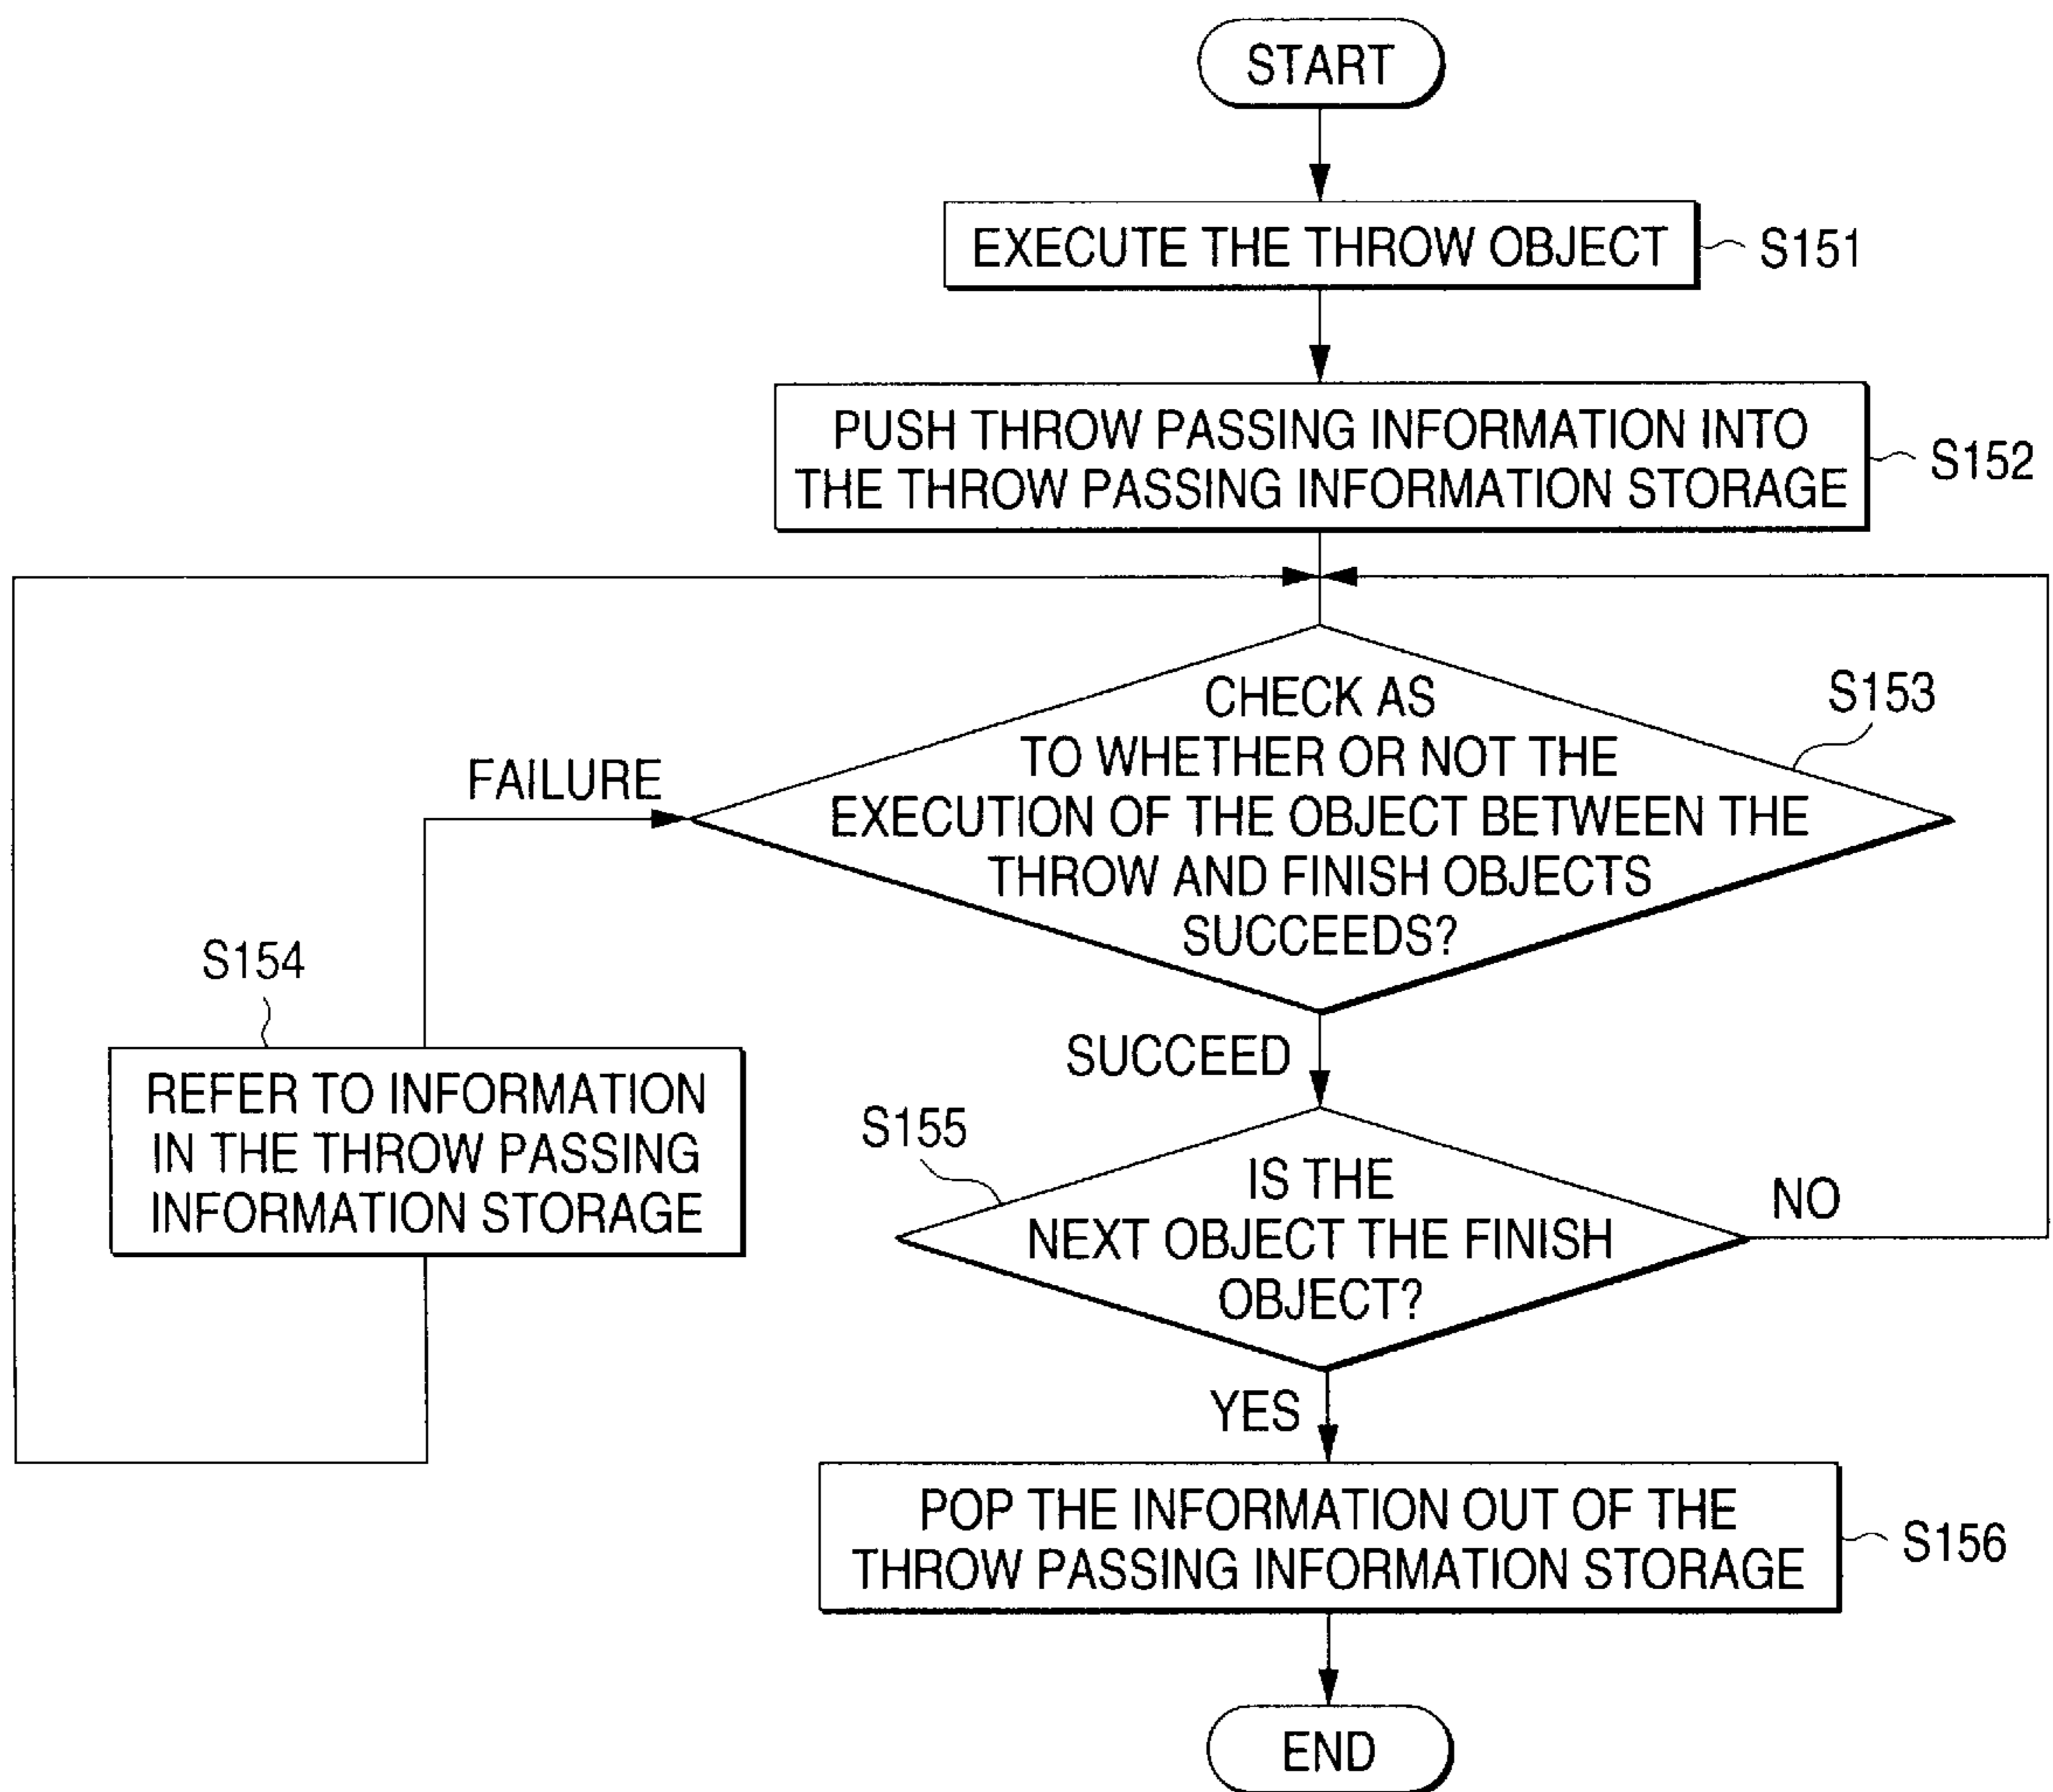 START
EXECUTE THE THROW OBJECT
S151
PUSH THROW PASSING INFORMATION INTO
THE THROW PASSING INFORMATION STORAGE
S152
CHECK AS
TO WHETHER OR NOT THE
EXECUTION OF THE OBJECT BETWEEN THE
THROW AND FINISH OBJECTS
SUCCEEDS?
S153
FAILURE
S154
REFER TO INFORMATION
IN THE THROW PASSING
INFORMATION STORAGE
SUCCEED
S155
IS THE
NEXT OBJECT THE FINISH
OBJECT?
NO
YES
POP THE INFORMATION OUT OF THE
THROW PASSING INFORMATION STORAGE
S156
END